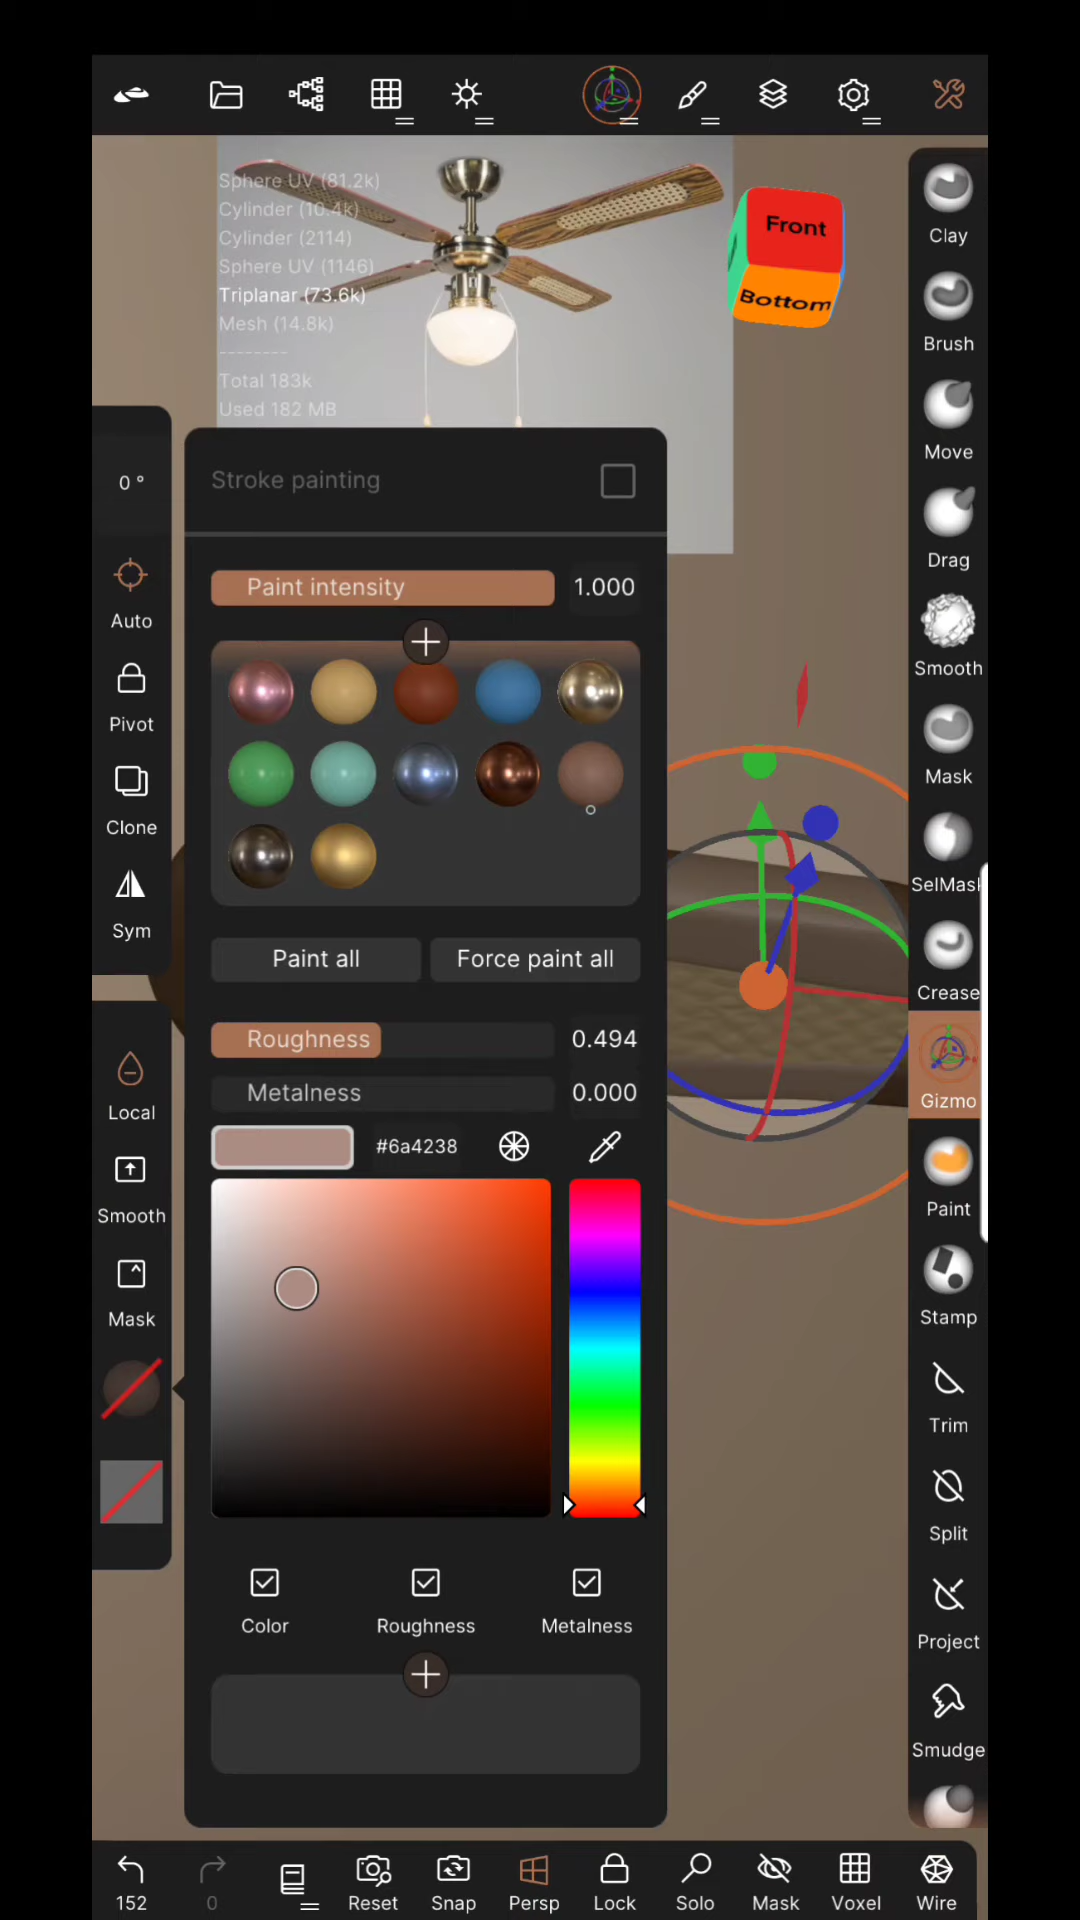 Sphere UV (81.2k)
Cylinder (10.4k)
Cylinder (2114)
Sphere UV (1146)
Triplanar (73.6k)
Mesh (14.8k)
--------
Total 183k
Used 182 MB
Front
Bottom
0 °
Auto
Pivot
Clone
Sym
Local
Smooth
Mask
Stroke painting
Paint intensity 1.000
Paint all Force paint all
Roughness 0.494
Metalness 0.000
#6a4238
Color Roughness Metalness
Clay
Brush
Move
Drag
Smooth
Mask
SelMask
Crease
Gizmo
Paint
Stamp
Trim
Split
Project
Smudge
152 0 Reset Snap Persp Lock Solo Mask Voxel Wire